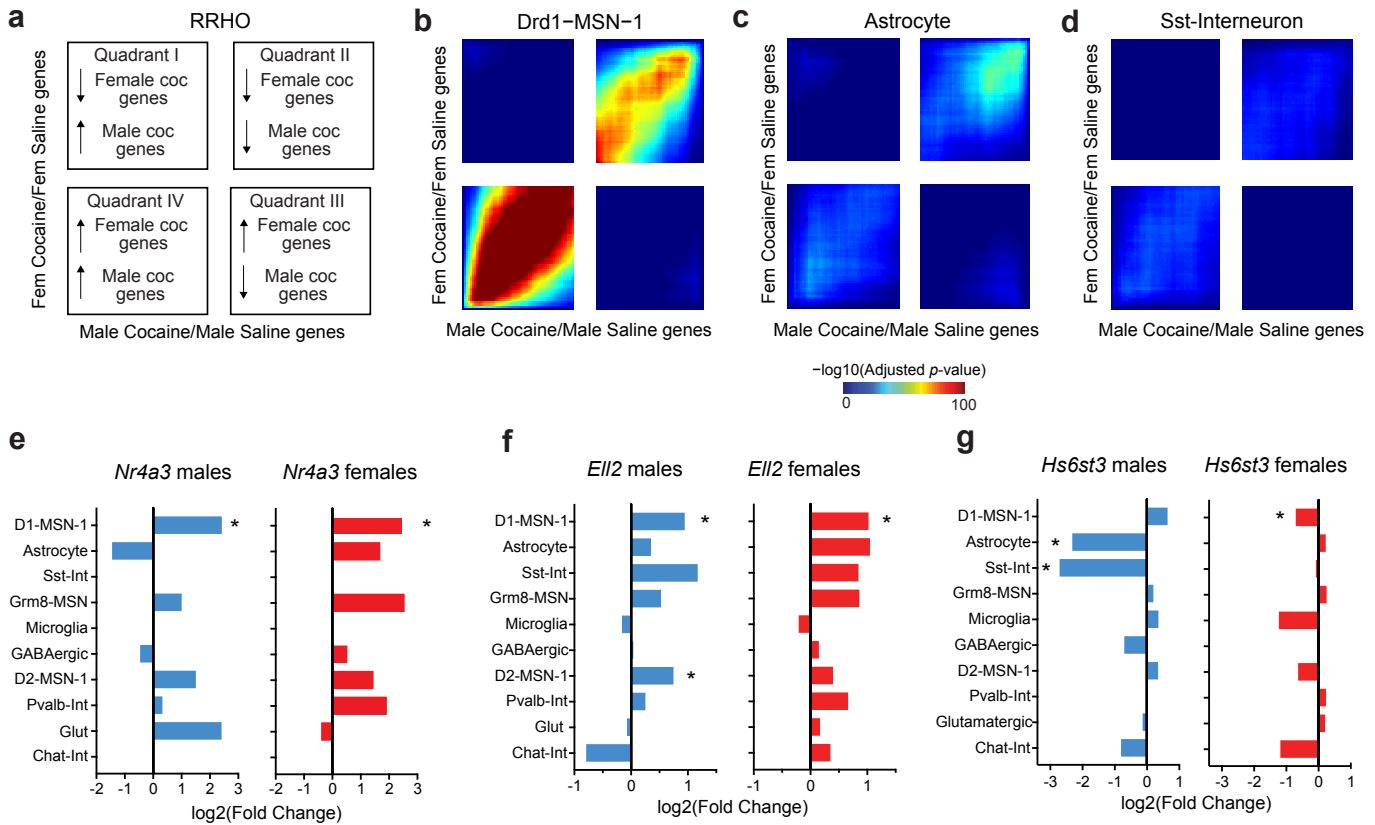 a
RRHO
Fem Cocaine/Fem Saline genes
Quadrant I
Female coc
genes
Male coc
genes
Quadrant II
Female coc
genes
Male coc
genes
Quadrant IV
Female coc
genes
Male coc
genes
Quadrant III
Female coc
genes
Male coc
genes
Male Cocaine/Male Saline genes
b
Drd1−MSN−1
Fem Cocaine/Fem Saline genes
Male Cocaine/Male Saline genes
c
Astrocyte
Fem Cocaine/Fem Saline genes
Male Cocaine/Male Saline genes
d
Sst-Interneuron
Fem Cocaine/Fem Saline genes
Male Cocaine/Male Saline genes
−log10(Adjusted p-value)
0 100
e
Nr4a3 males Nr4a3 females
D1-MSN-1 * *
Astrocyte
Sst-Int
Grm8-MSN
Microglia
GABAergic
D2-MSN-1
Pvalb-Int
Glut
Chat-Int
-2 -1 0 1 2 3 -2 -1 0 1 2 3
log2(Fold Change)
f
Ell2 males Ell2 females
D1-MSN-1 * *
Astrocyte
Sst-Int
Grm8-MSN
Microglia
GABAergic
D2-MSN-1 *
Pvalb-Int
Glut
Chat-Int
-1 0 1 -1 0 1
log2(Fold Change)
g
Hs6st3 males Hs6st3 females
D1-MSN-1 *
Astrocyte *
Sst-Int *
Grm8-MSN
Microglia
GABAergic
D2-MSN-1
Pvalb-Int
Glutamatergic
Chat-Int
-3 -2 -1 0 1 -3 -2 -1 0 1
log2(Fold Change)